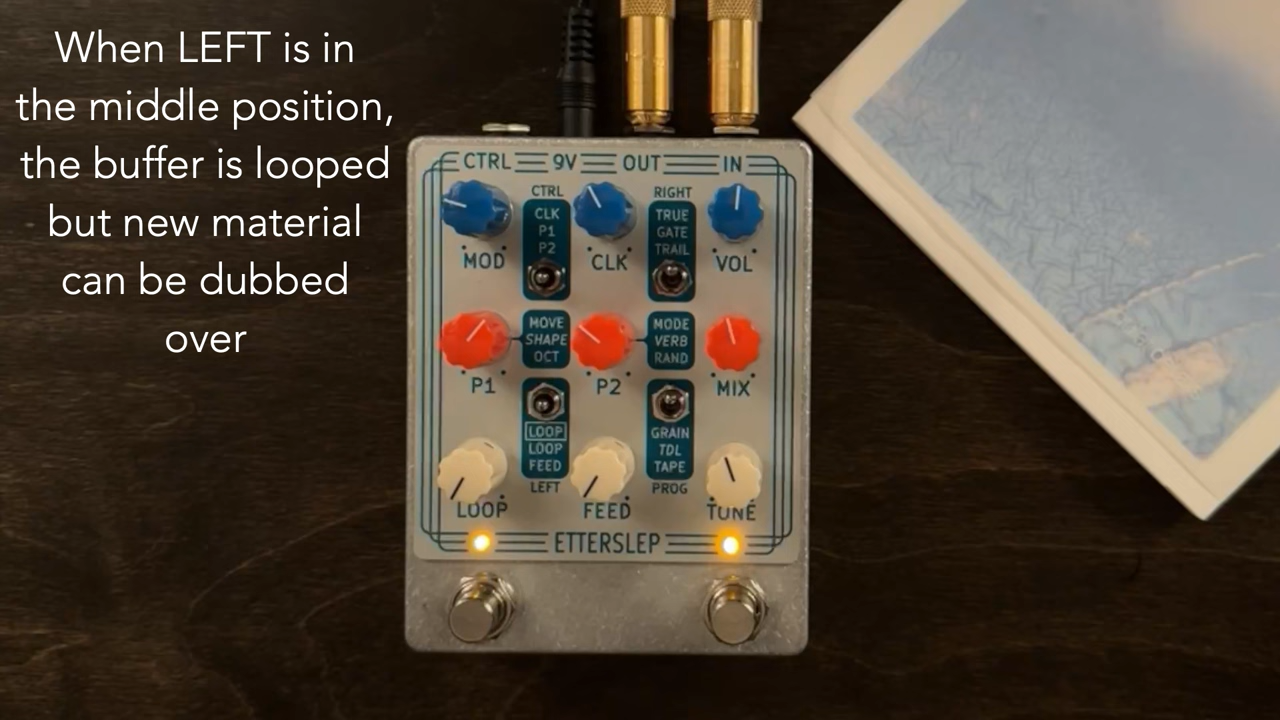 When LEFT is in
the middle position,
the buffer is looped
but new material
can be dubbed
over
CTRL 9V OUT IN
CTRL
CLK
P1
P2
RIGHT
TRUE
GATE
TRAIL
MOD
CLK
VOL
MOVE
SHAPE
OCT
MODE
VERB
RAND
P1
P2
MIX
LOOP
LOOP
FEED
LEFT
GRAIN
TDL
TAPE
PROG
LOOP
FEED
TUNE
ETTERSLEP